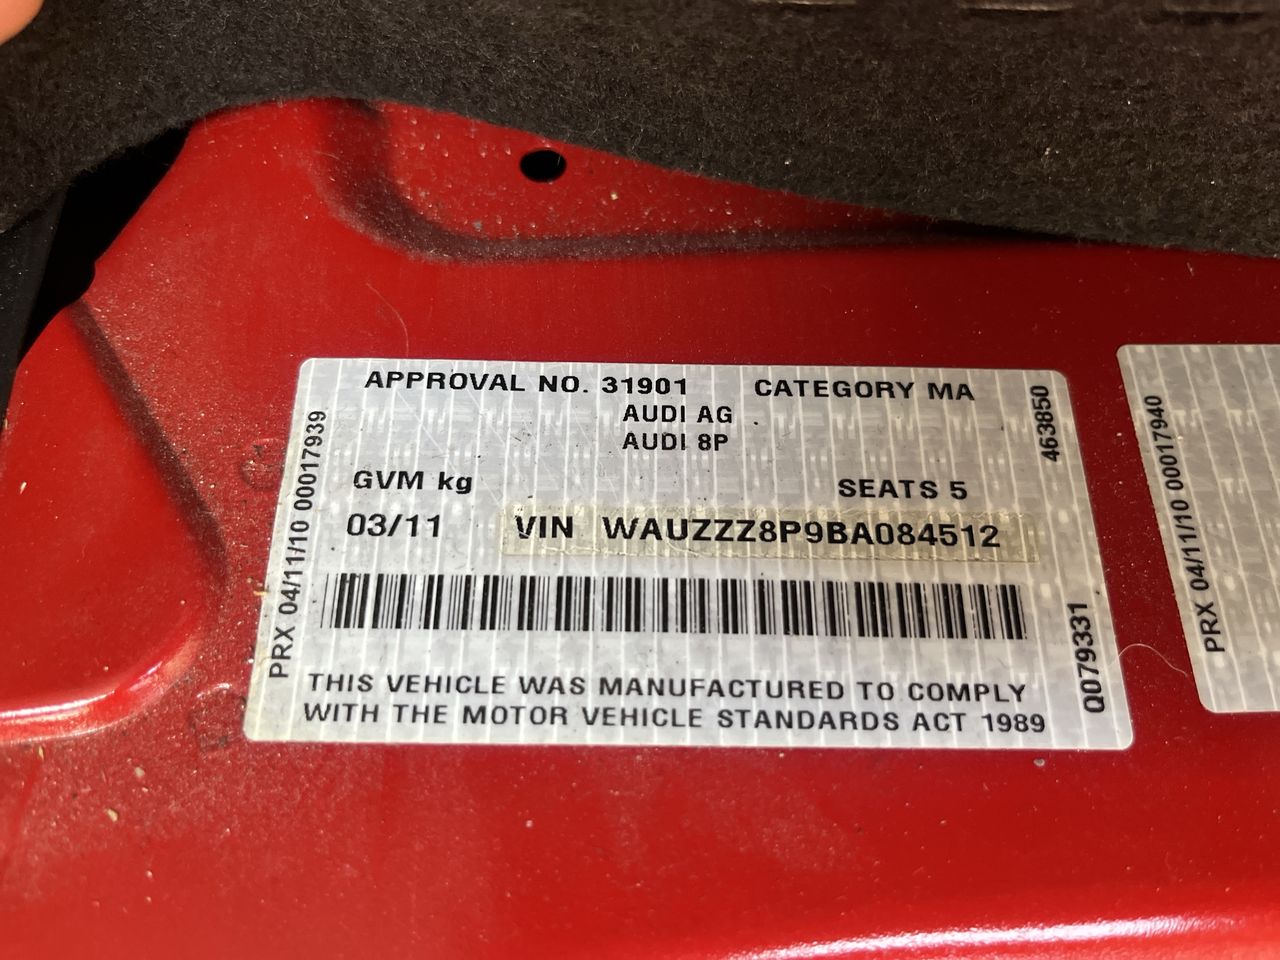 APPROVAL NO. 31901 CATEGORY MA
AUDI AG
AUDI 8P
GVM kg SEATS 5
03/11 VIN WAUZZZ8P9BA084512
THIS VEHICLE WAS MANUFACTURED TO COMPLY
WITH THE MOTOR VEHICLE STANDARDS ACT 1989
PRX 04/11/10 00017939
463850
Q079331
PRX 04/11/10 00017940